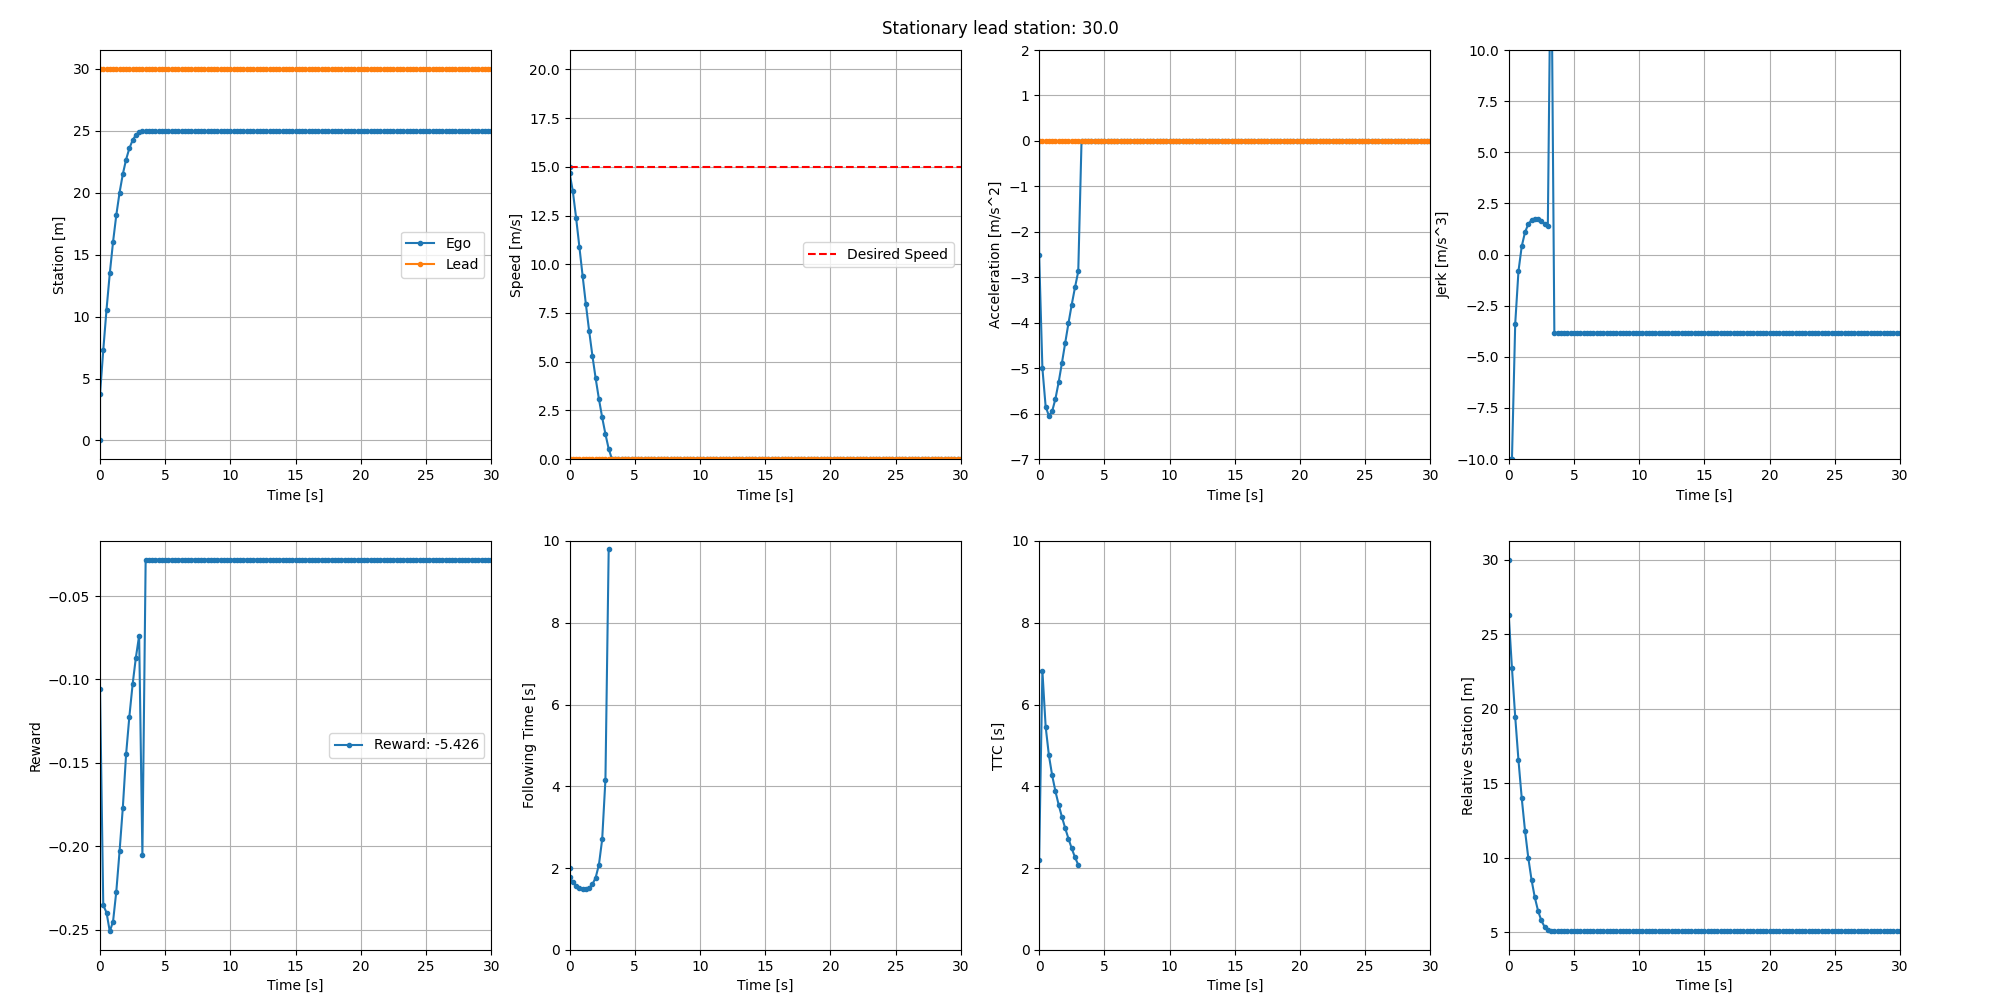 Stationary lead station: 30.0
Station [m]
30
25
20
15
10
5
0
Ego
Lead
0 5 10 15 20 25 30
Time [s]
Speed [m/s]
20.0
17.5
15.0
12.5
10.0
7.5
5.0
2.5
0.0
Desired Speed
0 5 10 15 20 25 30
Time [s]
Acceleration [m/s^2]
2
1
0
−1
−2
−3
−4
−5
−6
−7
0 5 10 15 20 25 30
Time [s]
Jerk [m/s^3]
10.0
7.5
5.0
2.5
0.0
−2.5
−5.0
−7.5
−10.0
0 5 10 15 20 25 30
Time [s]
Reward
−0.05
−0.10
−0.15
−0.20
−0.25
Reward: -5.426
0 5 10 15 20 25 30
Time [s]
Following Time [s]
10
8
6
4
2
0
0 5 10 15 20 25 30
Time [s]
TTC [s]
10
8
6
4
2
0
0 5 10 15 20 25 30
Time [s]
Relative Station [m]
30
25
20
15
10
5
0 5 10 15 20 25 30
Time [s]